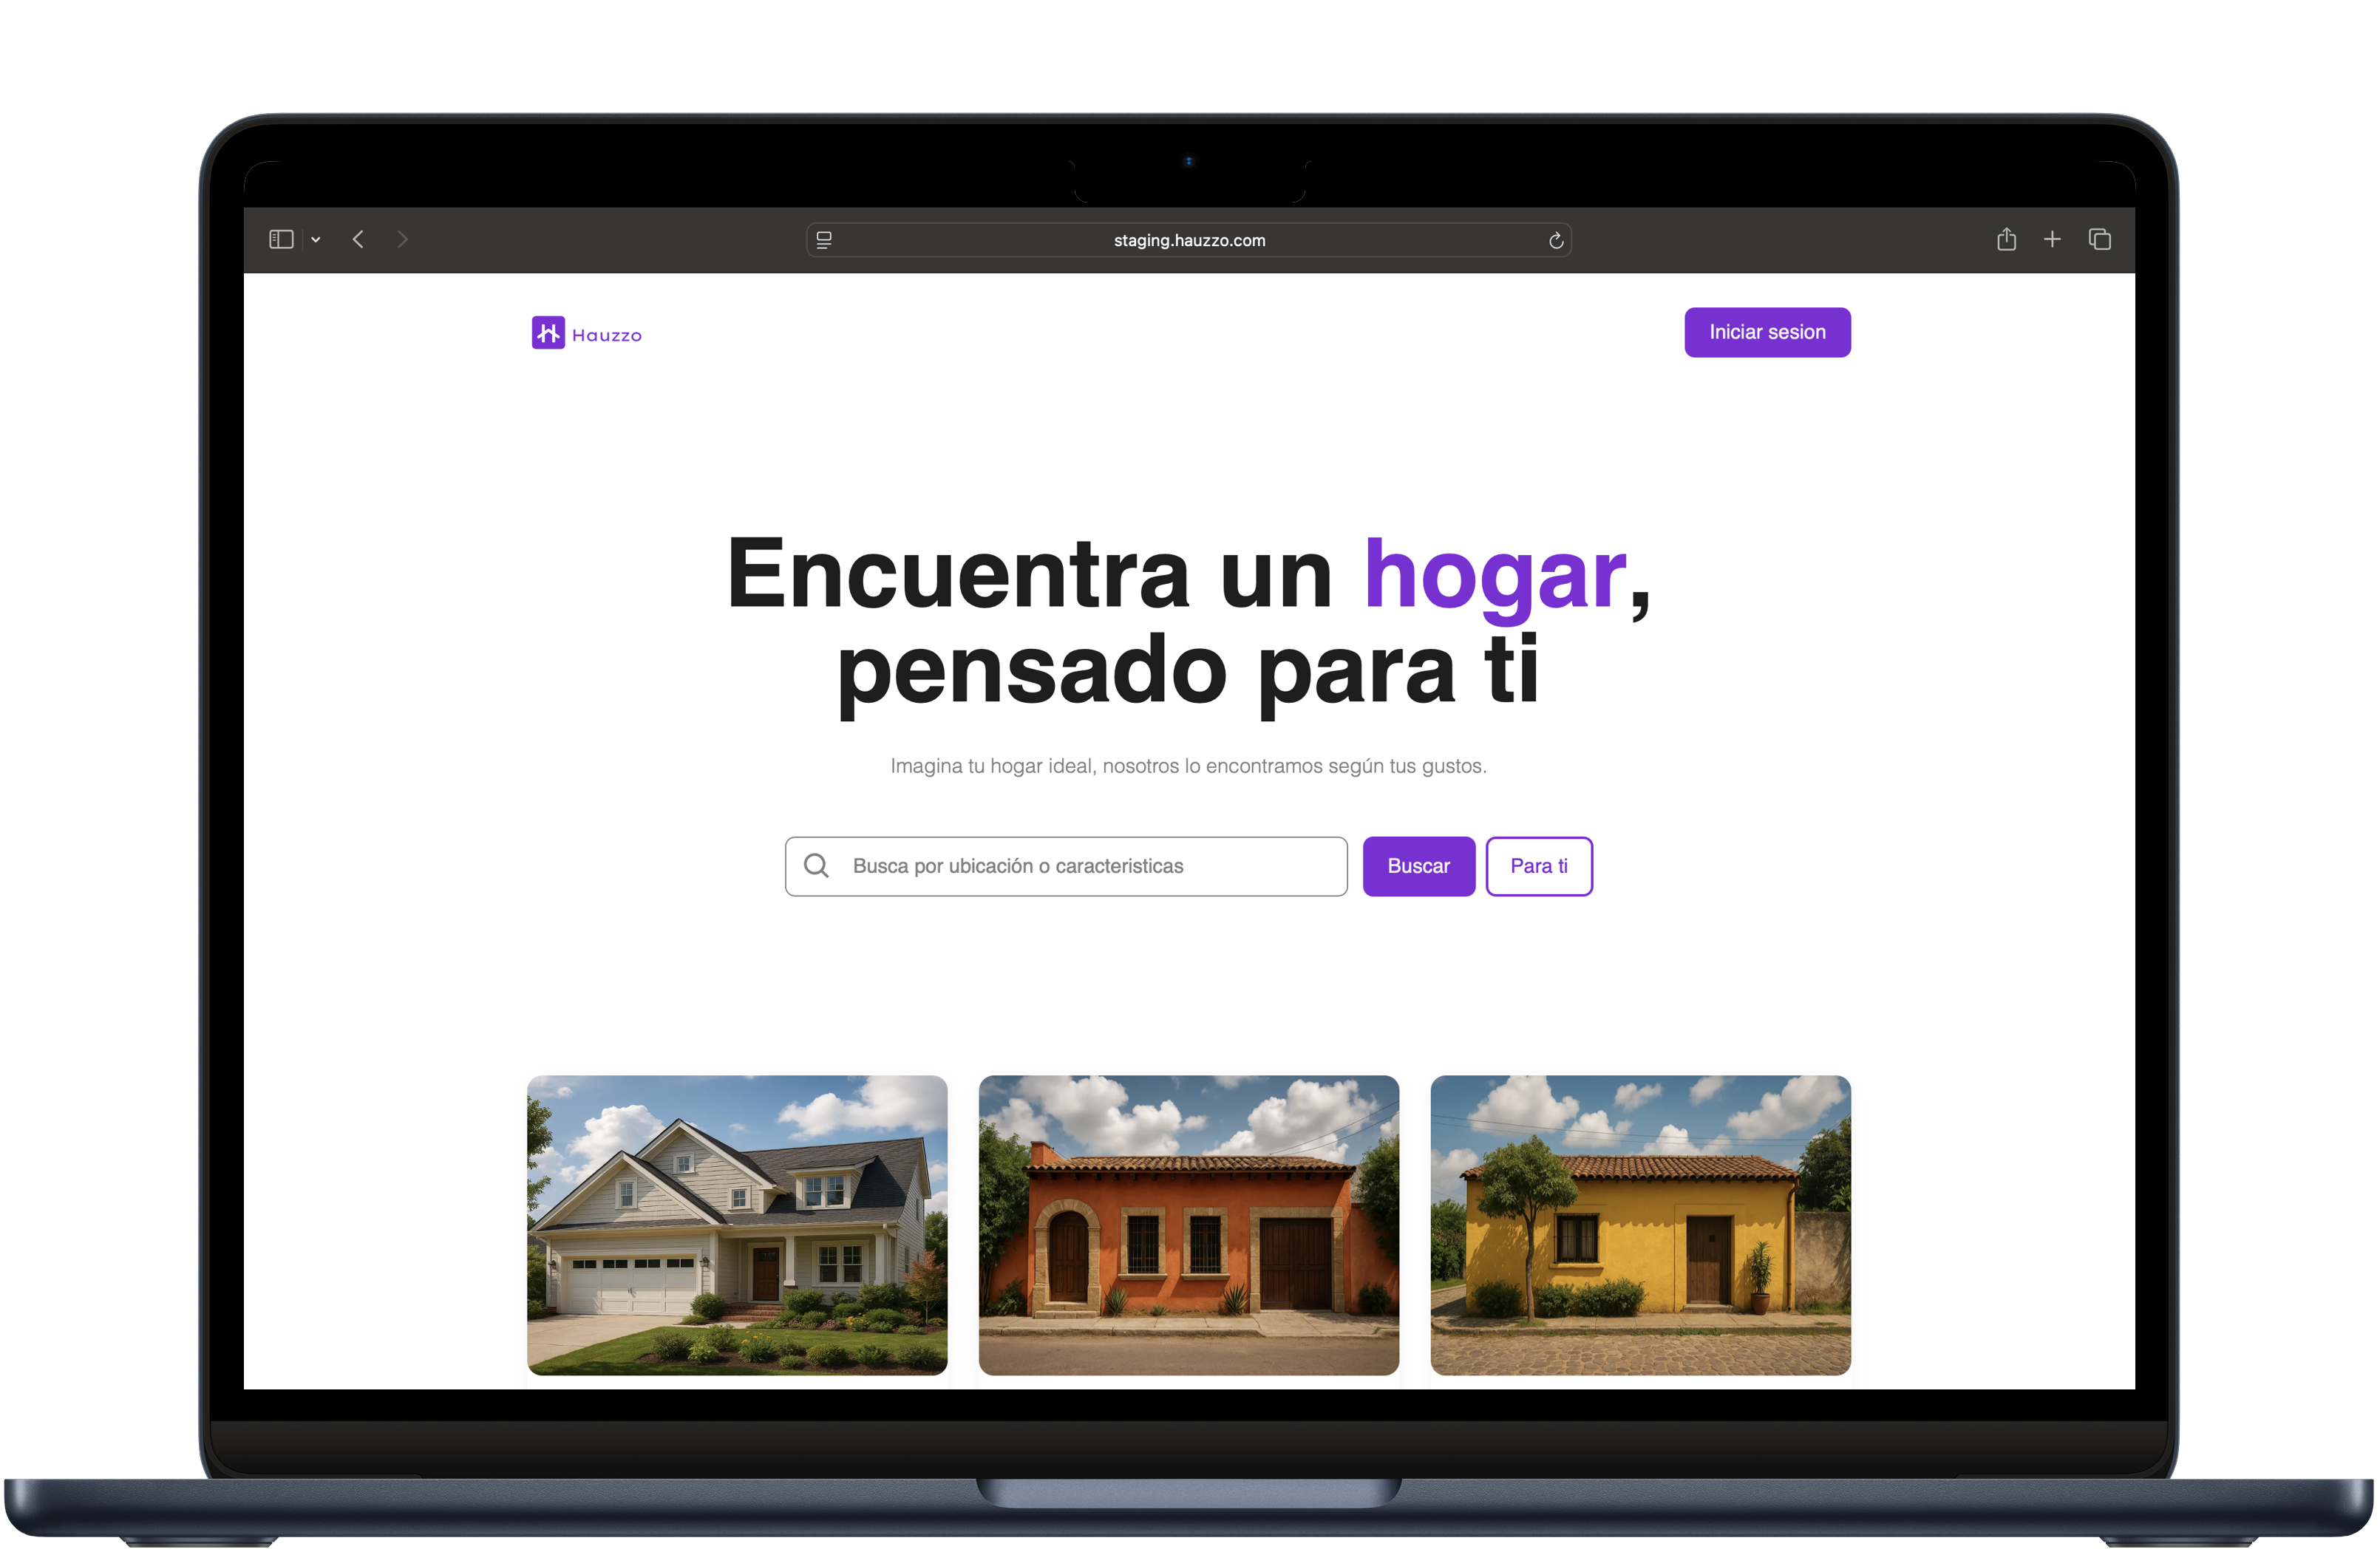 staging.hauzzo.com
Hauzzo
Iniciar sesion
Encuentra un hogar,
pensado para ti
Imagina tu hogar ideal, nosotros lo encontramos según tus gustos.
Busca por ubicación o caracteristicas
Buscar
Para ti